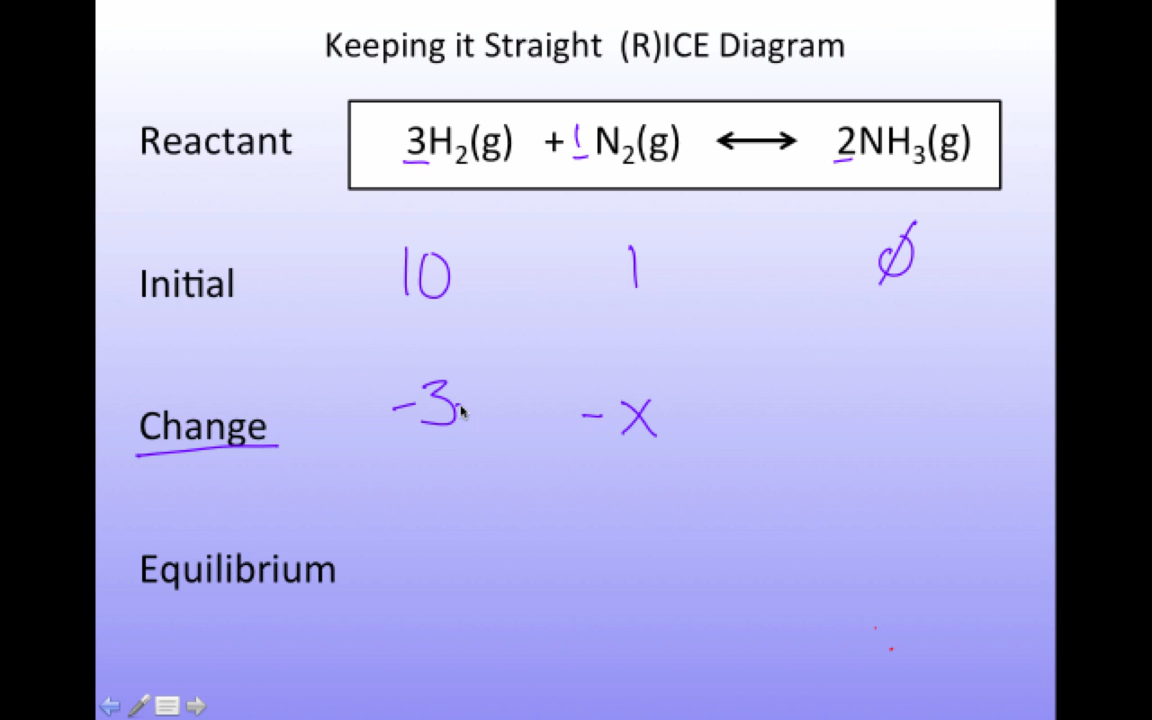 Keeping it Straight (R)ICE Diagram
Reactant 3H₂(g) + 1 N₂(g) ⟷ 2NH₃(g)
Initial 10 1 ∅
Change -3 -x
Equilibrium